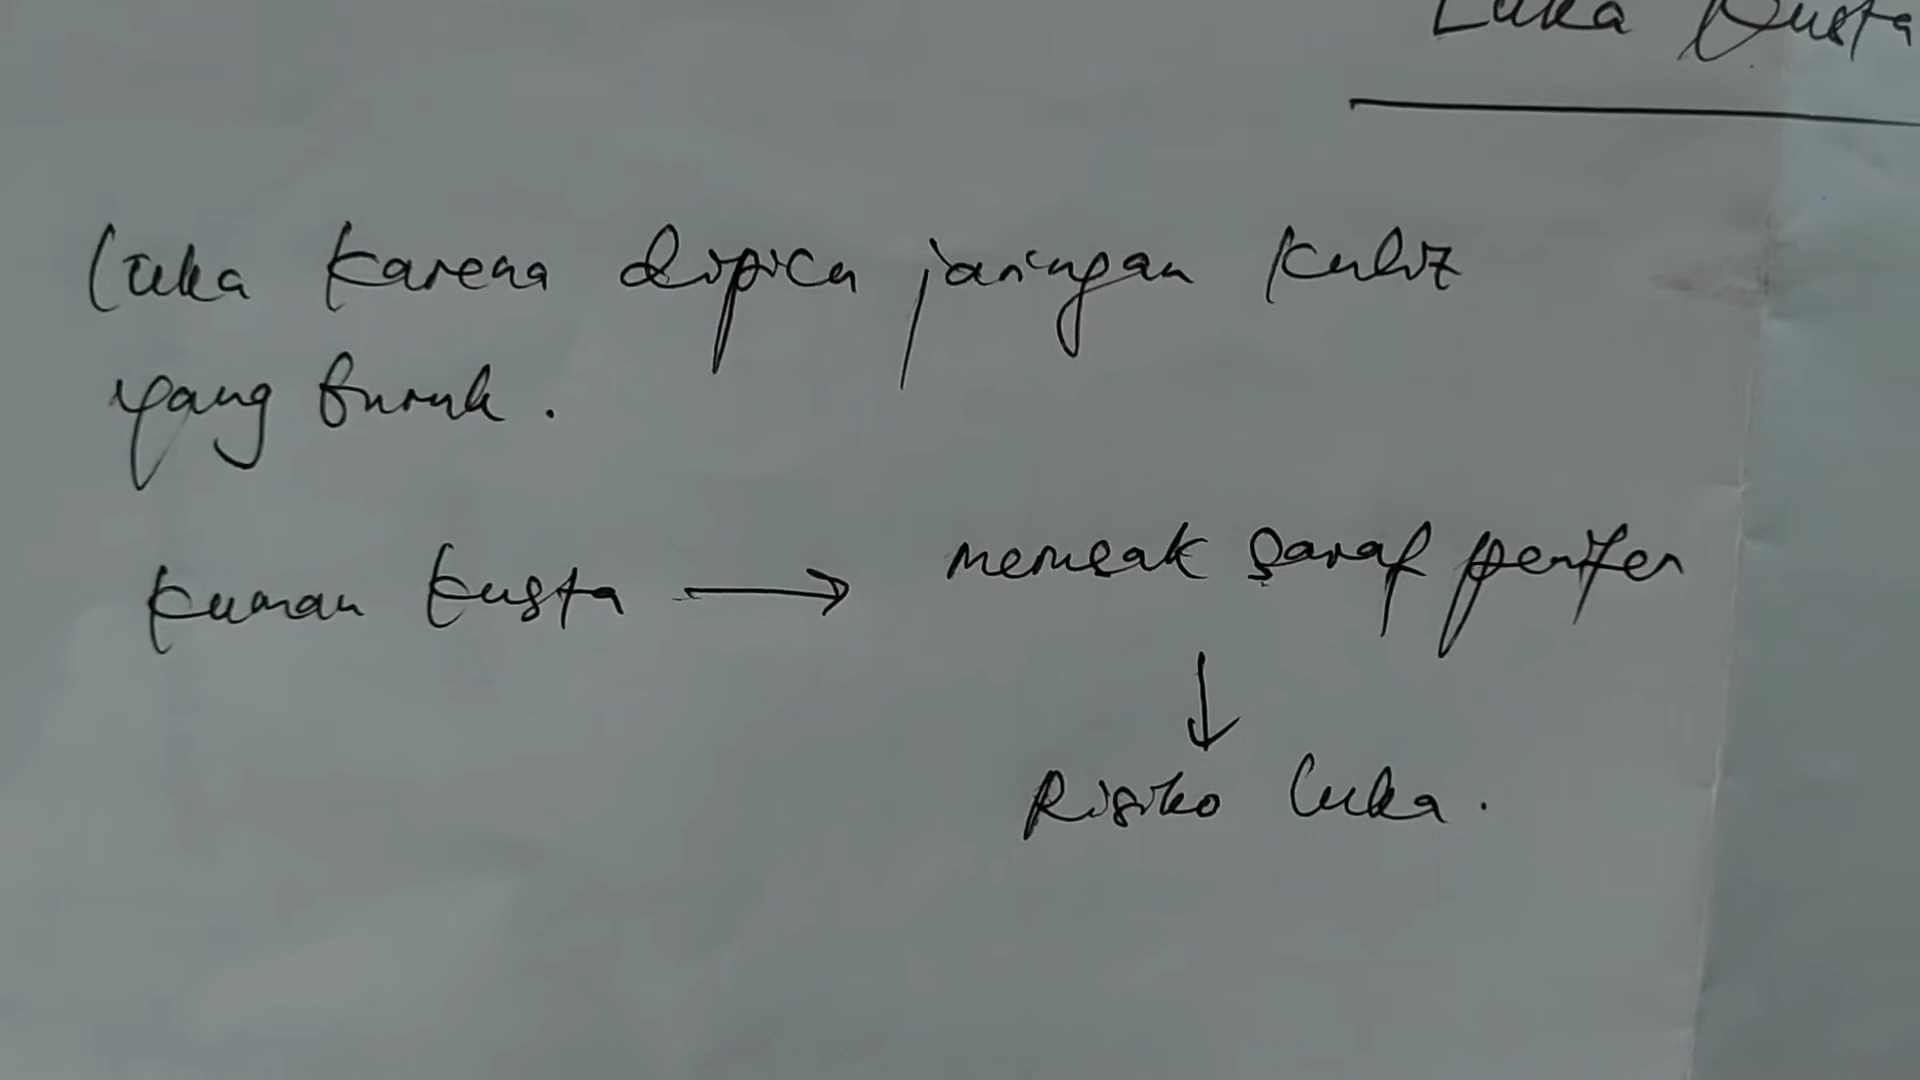 Luka Kusta
Luka karena dipicu jaringan kulit
yang buruk.
Kuman kusta → merusak saraf perifer
↓
Risiko luka.